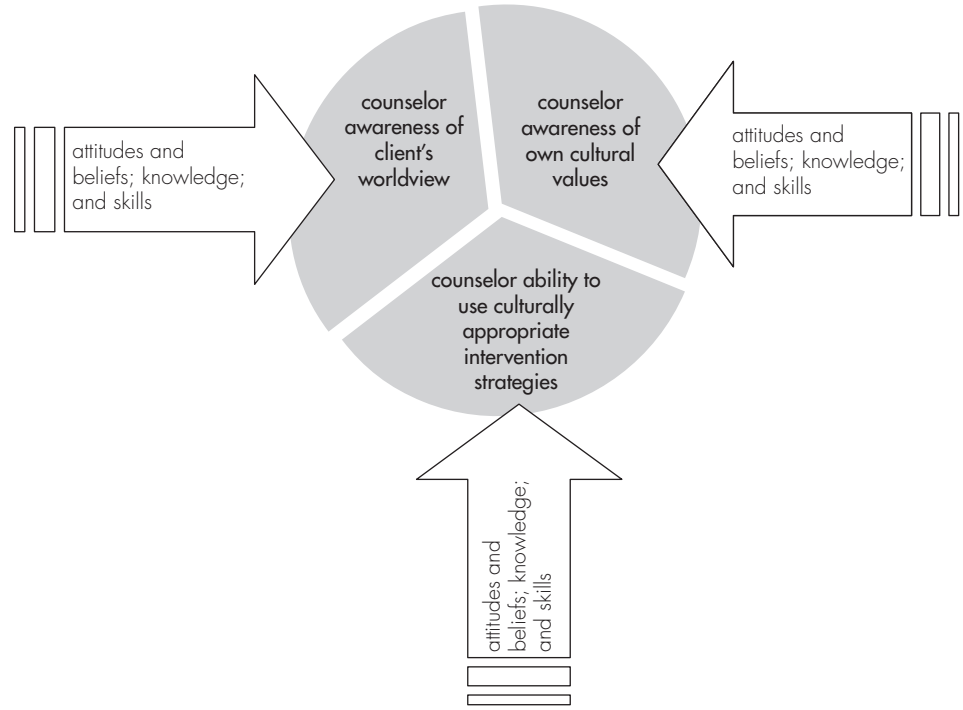 counselor
awareness of
client's
worldview
counselor
awareness of
own cultural
values
attitudes and
beliefs; knowledge;
and skills
attitudes and
beliefs; knowledge;
and skills
counselor ability to
use culturally
appropriate
intervention
strategies
attitudes and
beliefs; knowledge;
and skills